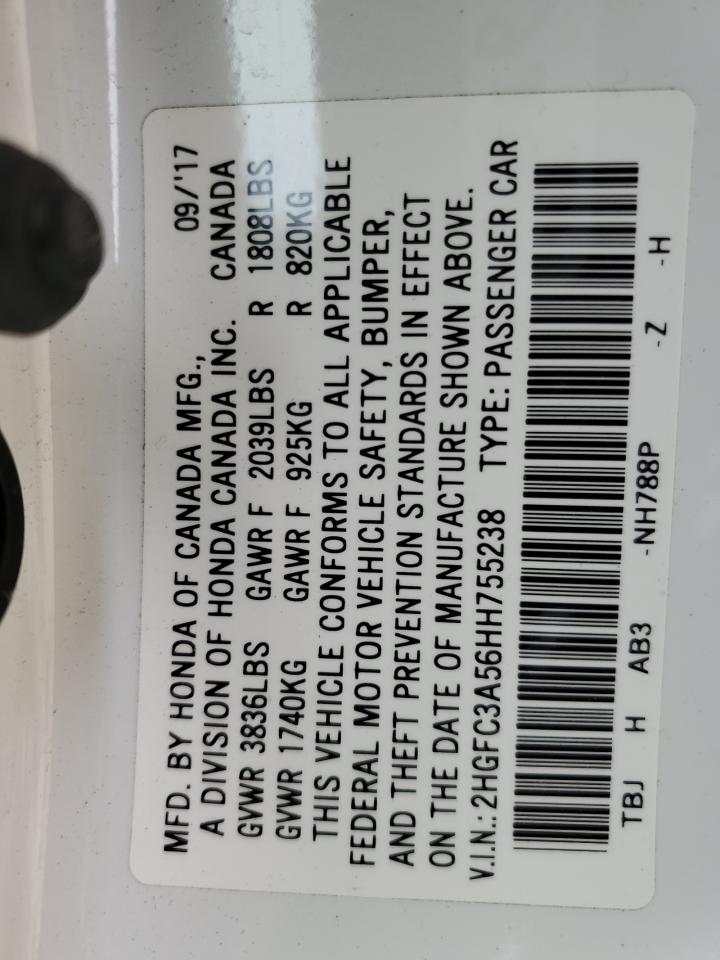 MFD. BY HONDA OF CANADA MFG., 09/'17
A DIVISION OF HONDA CANADA INC. CANADA
GVWR 3836LBS GAWR F 2039LBS R 1808LBS
GVWR 1740KG GAWR F 925KG R 820KG
THIS VEHICLE CONFORMS TO ALL APPLICABLE
FEDERAL MOTOR VEHICLE SAFETY, BUMPER,
AND THEFT PREVENTION STANDARDS IN EFFECT
ON THE DATE OF MANUFACTURE SHOWN ABOVE.
V.I.N.:2HGFC3A56HH755238 TYPE: PASSENGER CAR
TBJ H AB3 -NH788P -Z -H